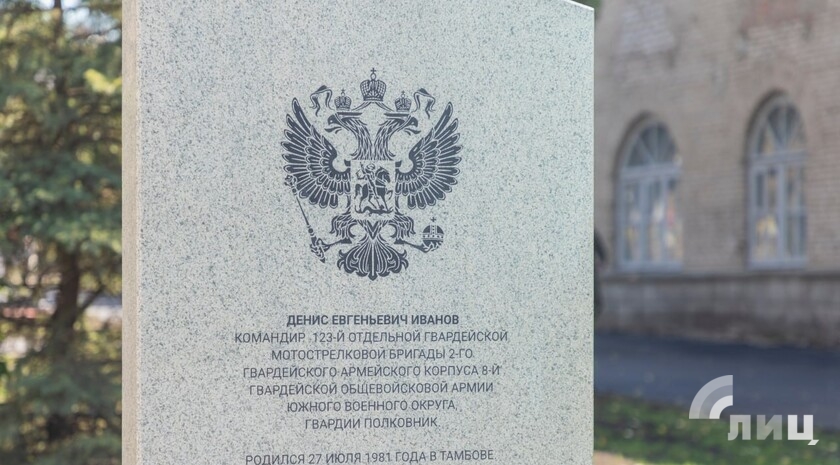 ДЕНИС ЕВГЕНЬЕВИЧ ИВАНОВ
КОМАНДИР 123-Й ОТДЕЛЬНОЙ ГВАРДЕЙСКОЙ
МОТОСТРЕЛКОВОЙ БРИГАДЫ 2-ГО
ГВАРДЕЙСКОГО АРМЕЙСКОГО КОРПУСА 8-Й
ГВАРДЕЙСКОЙ ОБЩЕВОЙСКОВОЙ АРМИИ
ЮЖНОГО ВОЕННОГО ОКРУГА,
ГВАРДИИ ПОЛКОВНИК.
РОДИЛСЯ 27 ИЮЛЯ 1981 ГОДА В ТАМБОВЕ.
ЛИЦ